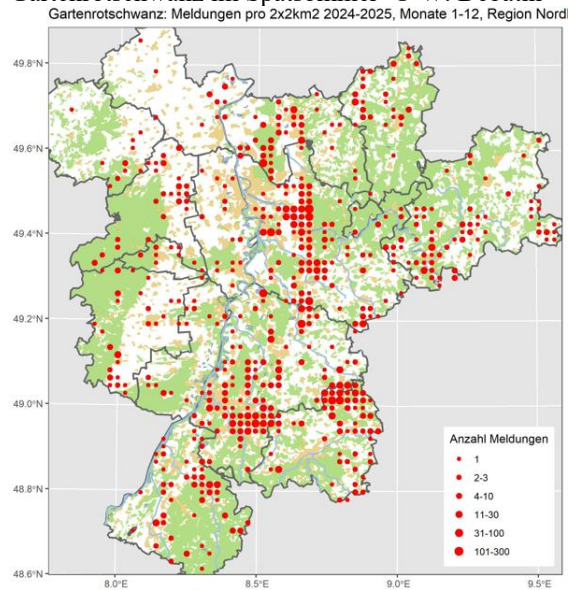 Gartenrotschwanz: Meldungen pro 2x2km2 2024-2025, Monate 1-12, Region Nordl
49.8°N
49.6°N
49.4°N
49.2°N
49.0°N
48.8°N
48.6°N
8.0°E
8.5°E
9.0°E
9.5°E
Anzahl Meldungen
1
2-3
4-10
11-30
31-100
101-300